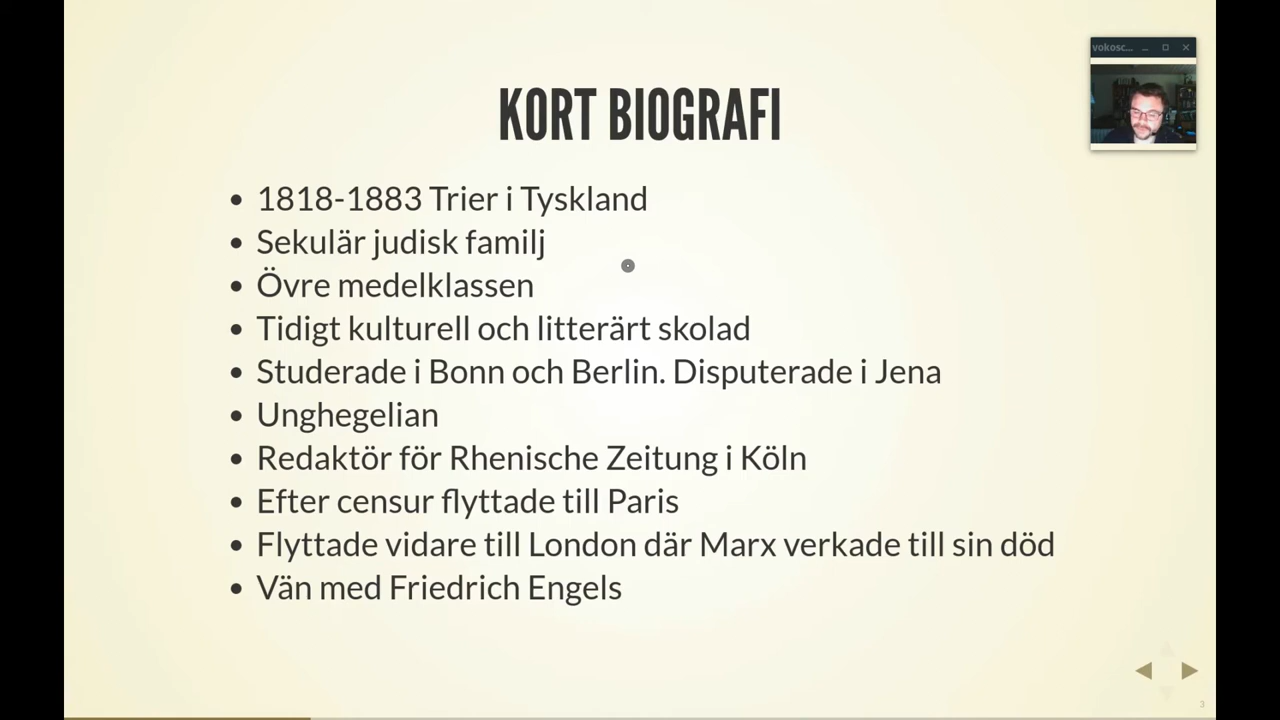 vokosc...
KORT BIOGRAFI
1818-1883 Trier i Tyskland
Sekulär judisk familj
Övre medelklassen
Tidigt kulturell och litterärt skolad
Studerade i Bonn och Berlin. Disputerade i Jena
Unghegelian
Redaktör för Rhenische Zeitung i Köln
Efter censur flyttade till Paris
Flyttade vidare till London där Marx verkade till sin död
Vän med Friedrich Engels
3